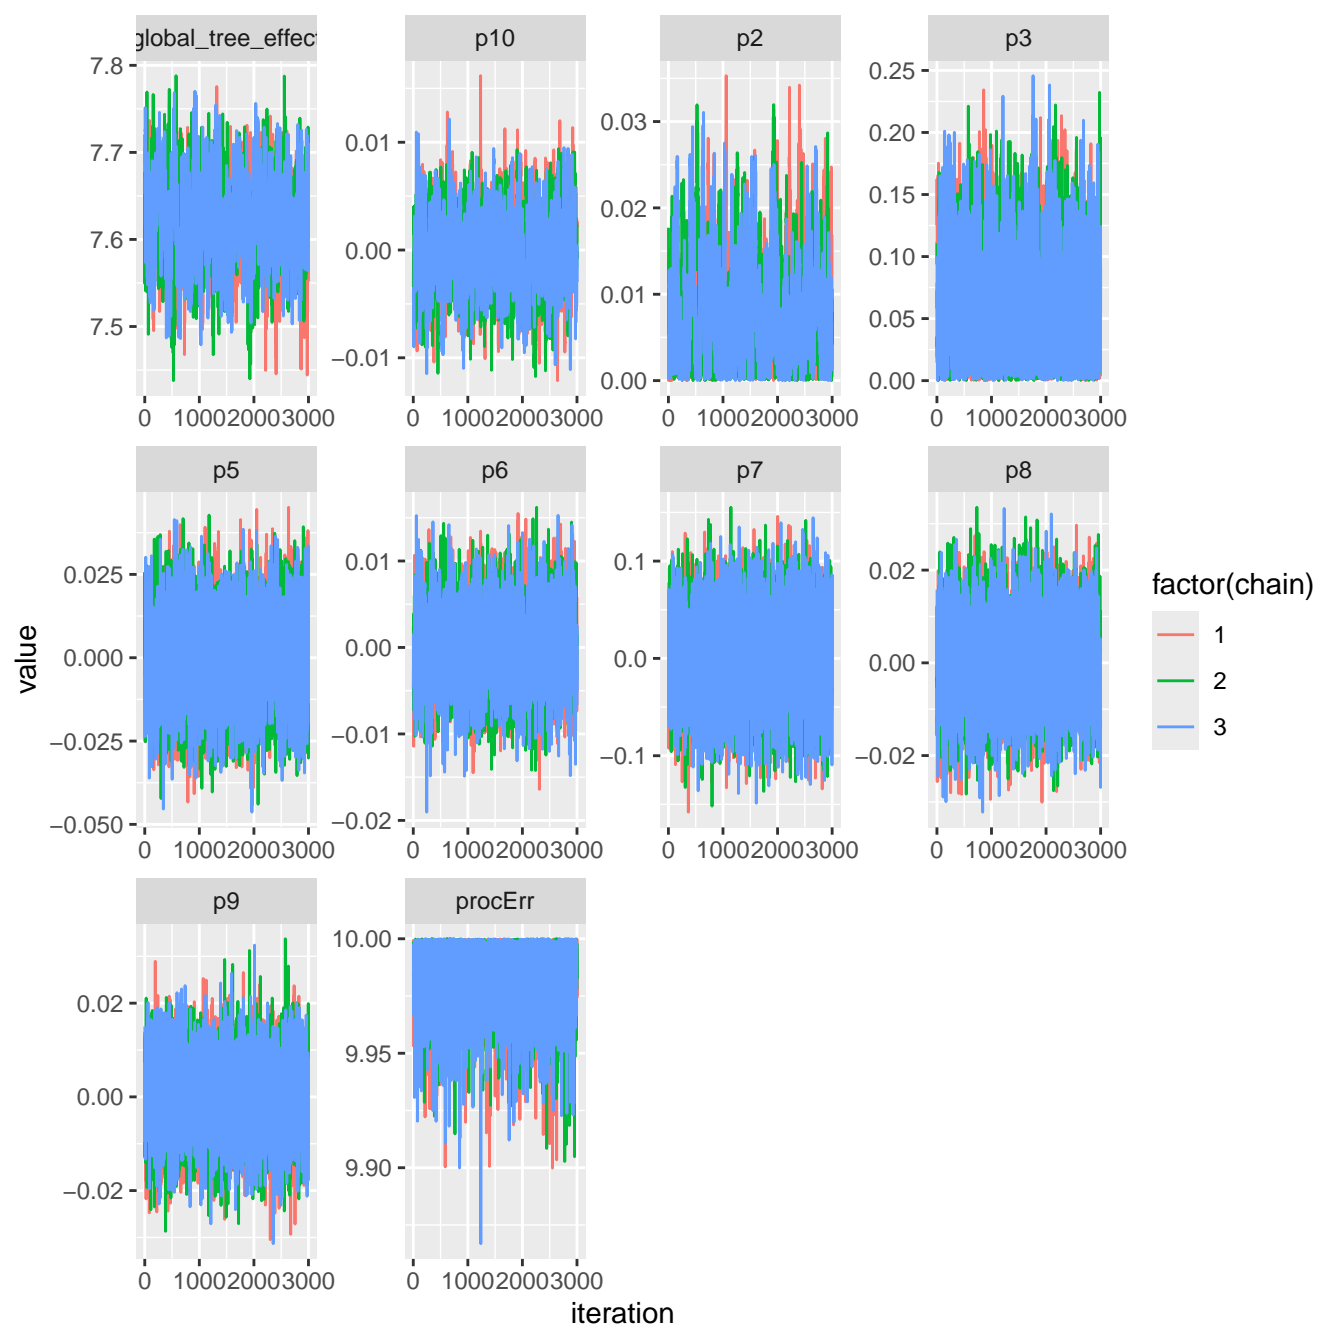 global_tree_effect
p10
p2
p3
7.8
7.7
7.6
7.5
0.01
0.00
−0.01
0.03
0.02
0.01
0.00
0.25
0.20
0.15
0.10
0.05
0.00
0 1000 2000 3000
0 1000 2000 3000
0 1000 2000 3000
0 1000 2000 3000
p5
p6
p7
p8
0.025
0.000
−0.025
−0.050
0.01
0.00
−0.01
−0.02
0.1
0.0
−0.1
0.02
0.00
−0.02
0 1000 2000 3000
0 1000 2000 3000
0 1000 2000 3000
0 1000 2000 3000
p9
procErr
0.02
0.00
−0.02
10.00
9.95
9.90
0 1000 2000 3000
0 1000 2000 3000
value
iteration
factor(chain)
1
2
3